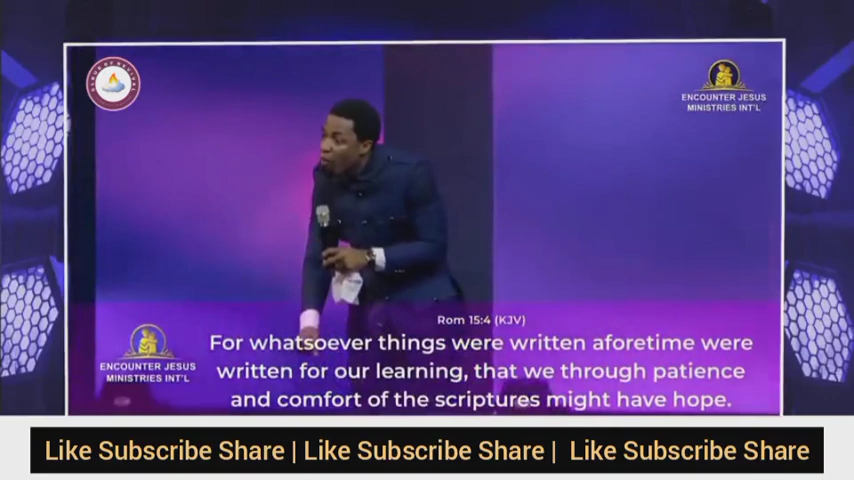 ENCOUNTER JESUS
MINISTRIES INT'L
Rom 15:4 (KJV)
For whatsoever things were written aforetime were
written for our learning, that we through patience
and comfort of the scriptures might have hope.
ENCOUNTER JESUS
MINISTRIES INT'L
Like Subscribe Share | Like Subscribe Share | Like Subscribe Share